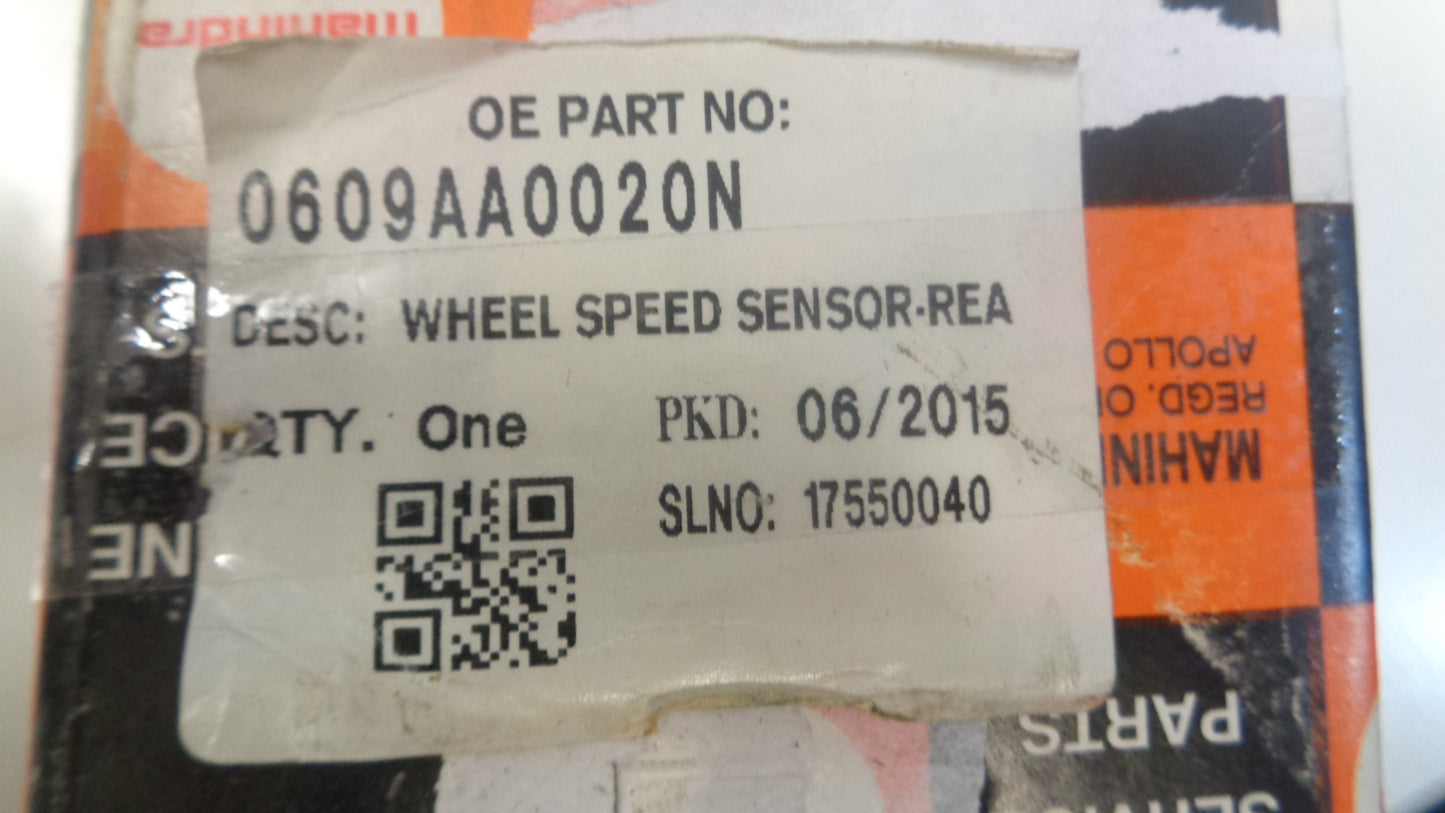 mahindra
OE PART NO:
0609AA0020N
DESC: WHEEL SPEED SENSOR-REA
QTY. One
PKD: 06/2015
SLNO: 17550040
APOLLO
REGD. O
MAHIN
PARTS